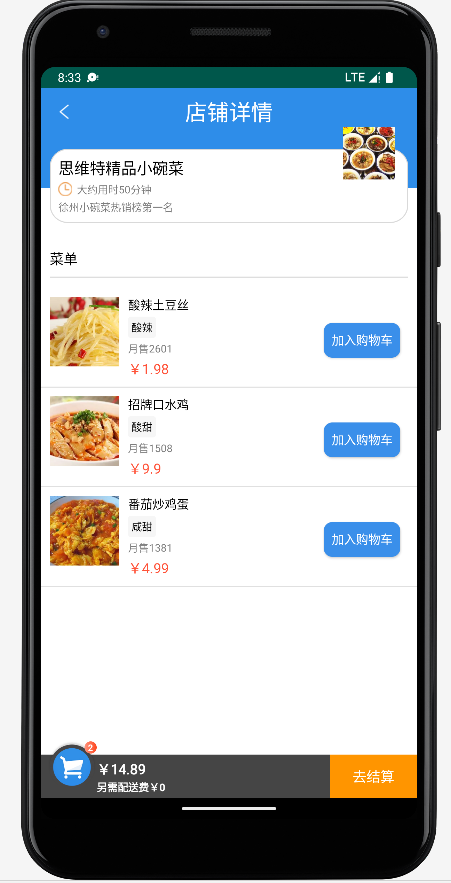 8:33
LTE
店铺详情
思维特精品小碗菜
大约用时50分钟
徐州小碗菜热销榜第一名
菜单
酸辣土豆丝
酸辣
月售2601
￥1.98
加入购物车
招牌口水鸡
酸甜
月售1508
￥9.9
加入购物车
番茄炒鸡蛋
咸甜
月售1381
￥4.99
加入购物车
2
￥14.89
另需配送费￥0
去结算